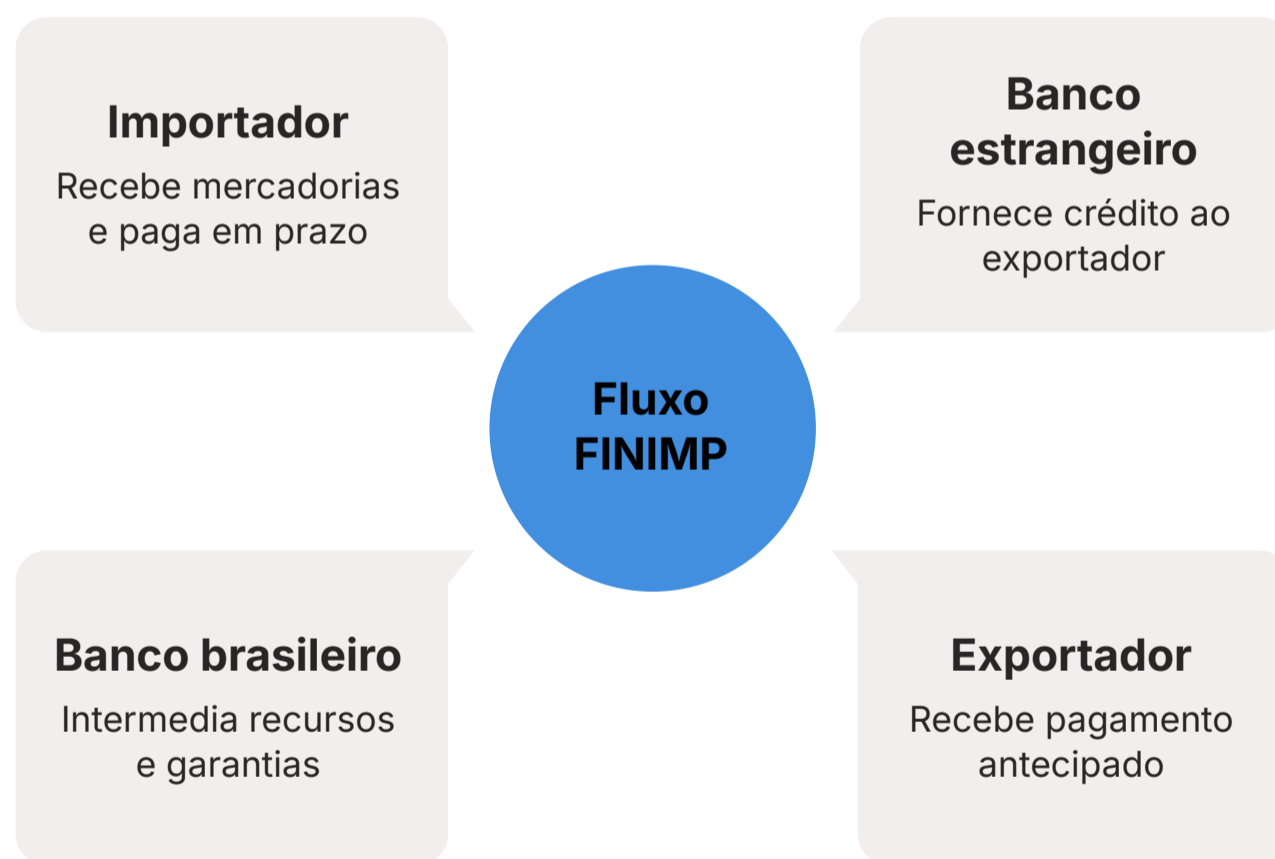 Importador
Recebe mercadorias
e paga em prazo
Banco
estrangeiro
Fornece crédito ao
exportador
Fluxo
FINIMP
Banco brasileiro
Intermedia recursos
e garantias
Exportador
Recebe pagamento
antecipado